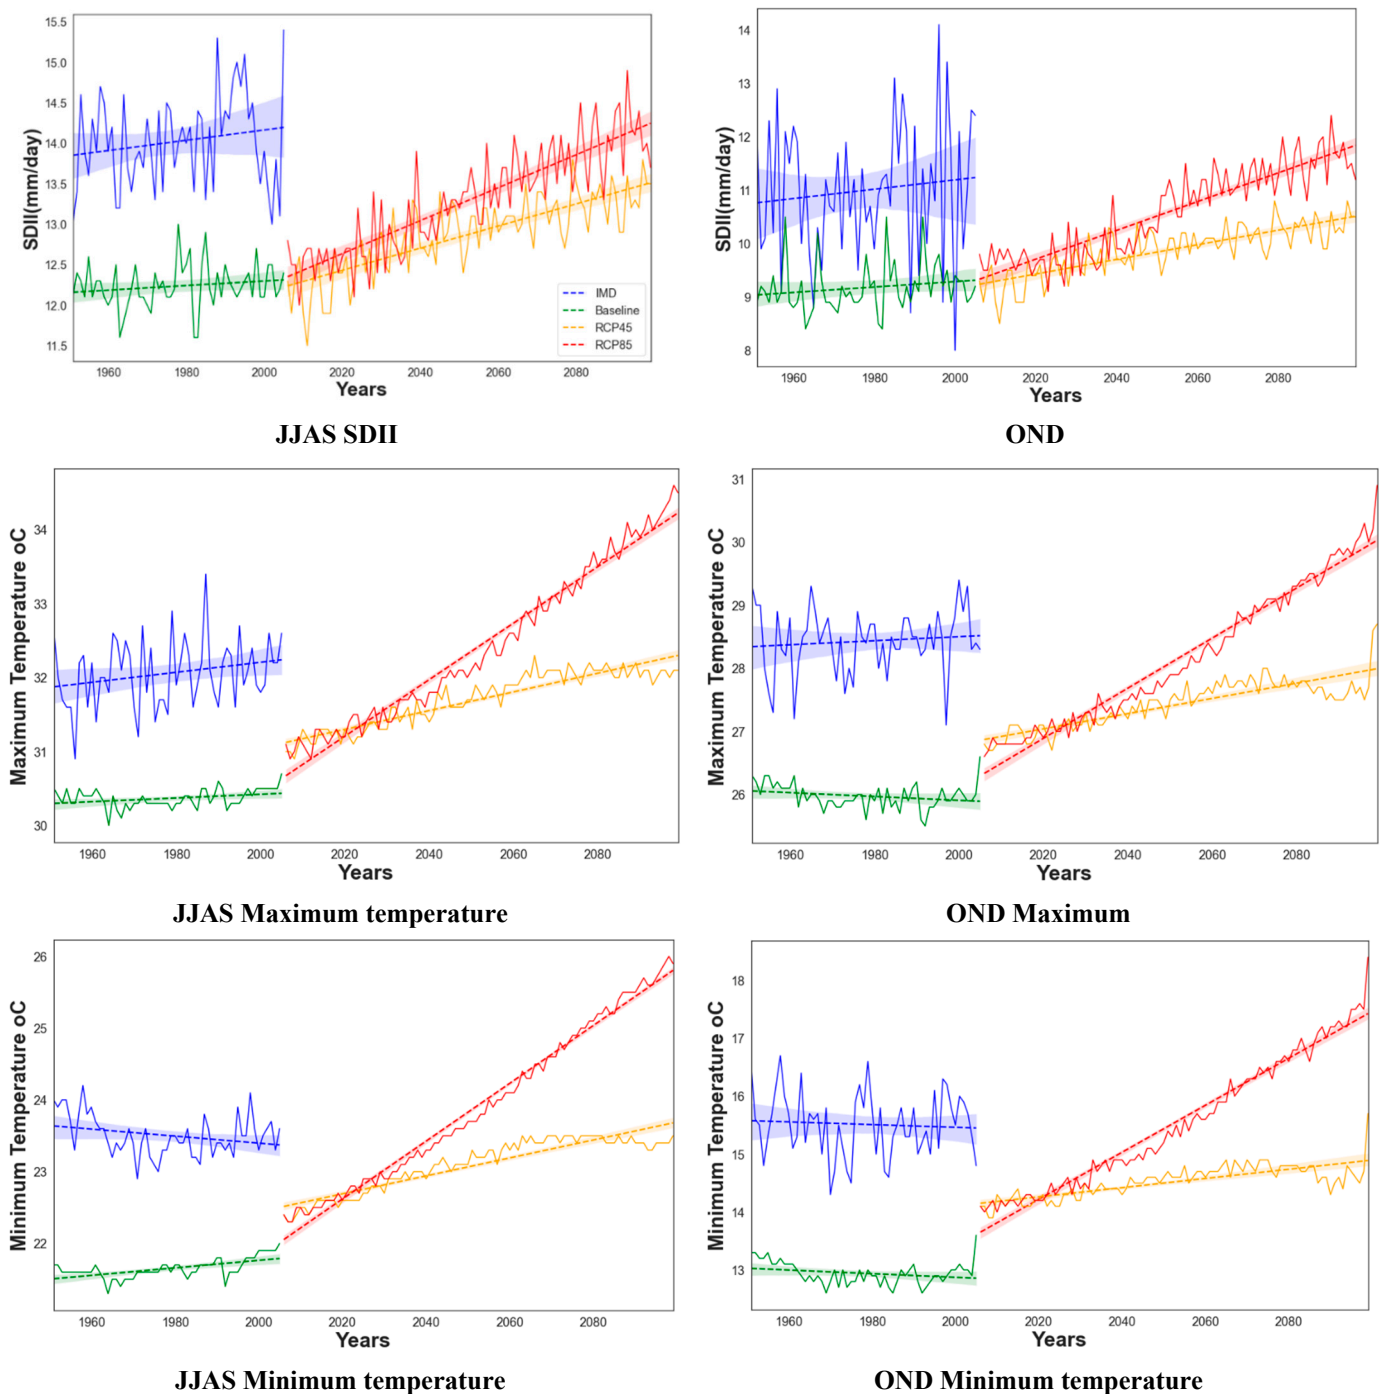 15.5
15.0
14.5
14.0
13.5
13.0
12.5
12.0
11.5
SDII(mm/day)
1960 1980 2000 2020 2040 2060 2080
Years
IMD
Baseline
RCP45
RCP85
JJAS SDII
14
13
12
11
10
9
8
SDII(mm/day)
1960 1980 2000 2020 2040 2060 2080
Years
OND
34
33
32
31
30
Maximum Temperature oC
1960 1980 2000 2020 2040 2060 2080
Years
JJAS Maximum temperature
31
30
29
28
27
26
Maximum Temperature oC
1960 1980 2000 2020 2040 2060 2080
Years
OND Maximum
26
25
24
23
22
Minimum Temperature oC
1960 1980 2000 2020 2040 2060 2080
Years
JJAS Minimum temperature
18
17
16
15
14
13
Minimum Temperature oC
1960 1980 2000 2020 2040 2060 2080
Years
OND Minimum temperature